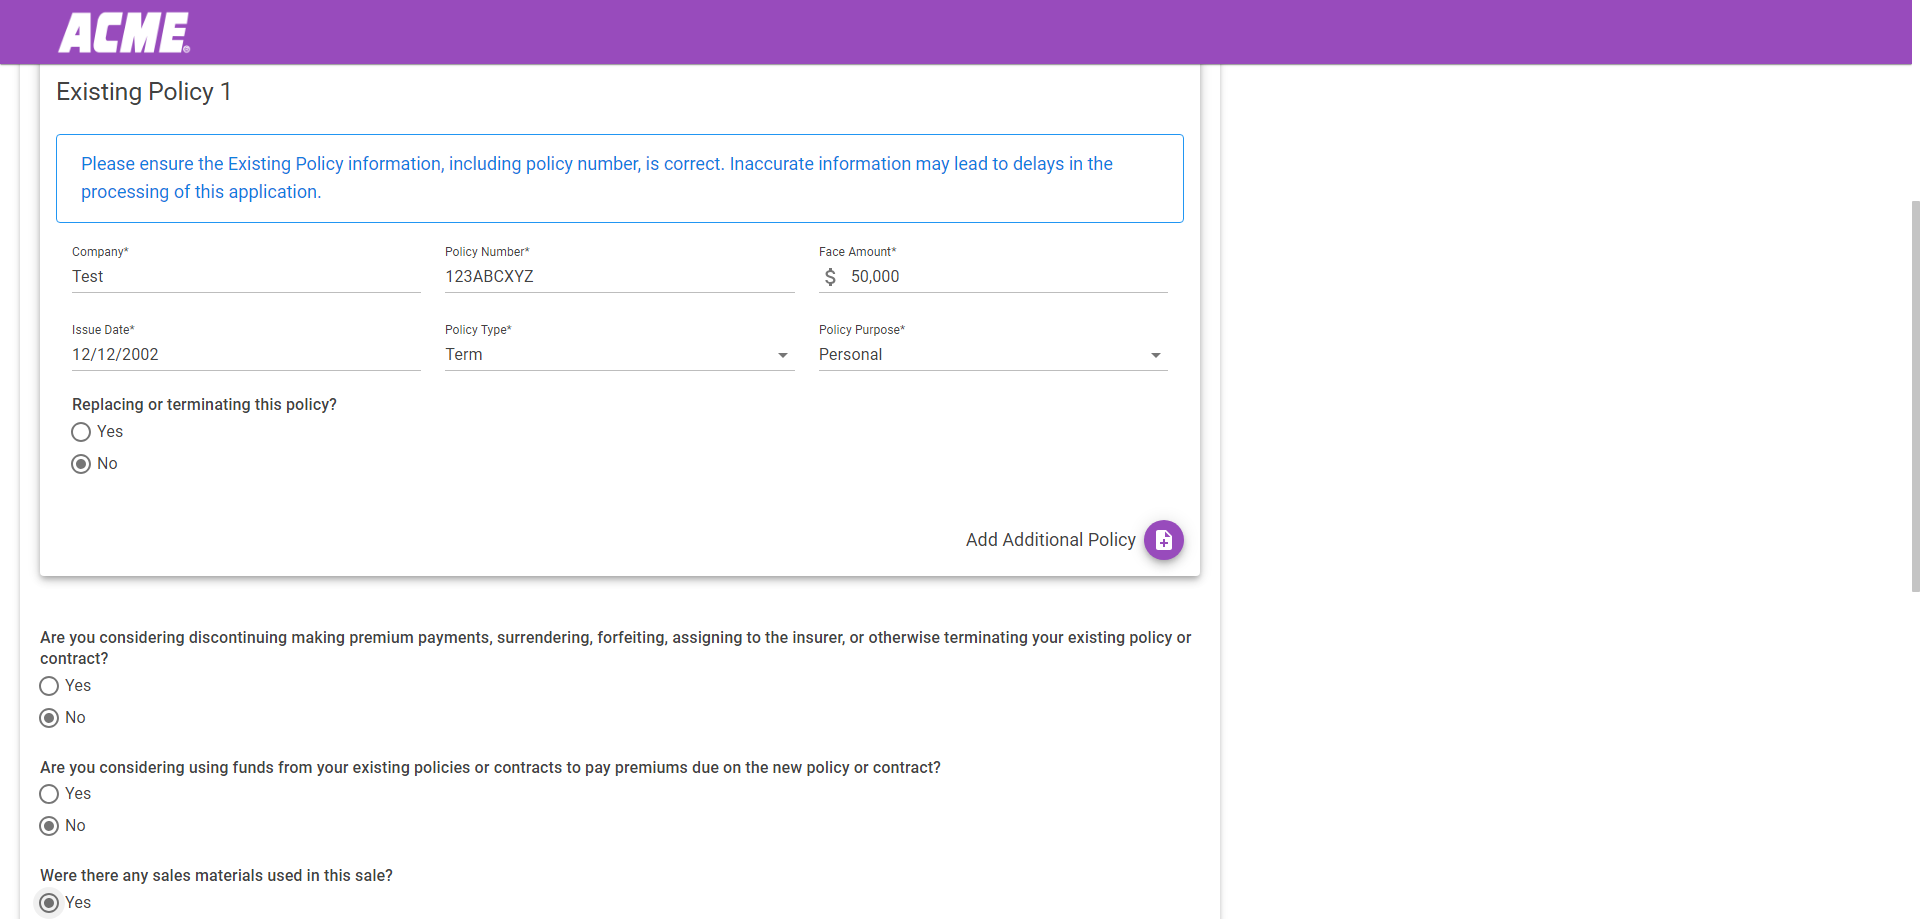 ACME®
Existing Policy 1
Please ensure the Existing Policy information, including policy number, is correct. Inaccurate information may lead to delays in the
processing of this application.
Company* Policy Number* Face Amount*
Test 123ABCXYZ $ 50,000
Issue Date* Policy Type* Policy Purpose*
12/12/2002 Term Personal
Replacing or terminating this policy?
Yes
No
Add Additional Policy
Are you considering discontinuing making premium payments, surrendering, forfeiting, assigning to the insurer, or otherwise terminating your existing policy or
contract?
Yes
No
Are you considering using funds from your existing policies or contracts to pay premiums due on the new policy or contract?
Yes
No
Were there any sales materials used in this sale?
Yes